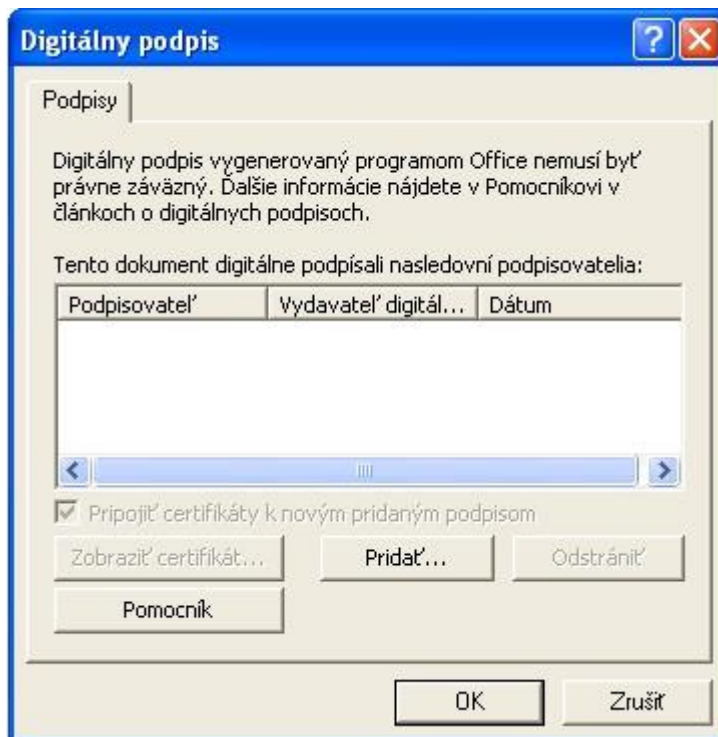 Digitálny podpis
Podpisy
Digitálny podpis vygenerovaný programom Office nemusí byť
právne záväzný. Ďalšie informácie nájdete v Pomocníkovi v
článkoch o digitálnych podpisoch.
Tento dokument digitálne podpísali nasledovní podpisovatelia:
Podpisovateľ Vydavateľ digitál... Dátum
Pripojiť certifikáty k novým pridaným podpisom
Zobraziť certifikát... Pridať... Odstrániť
Pomocník
OK Zrušiť